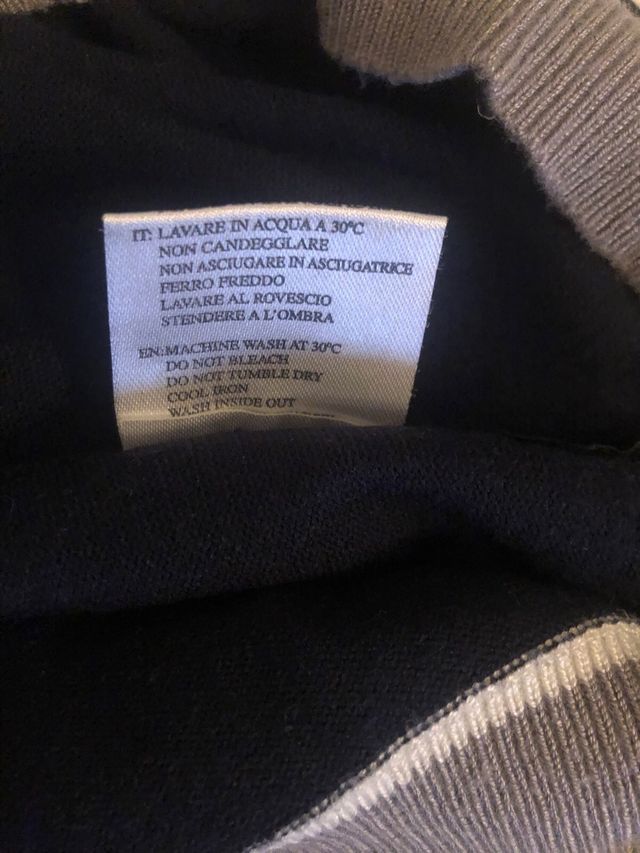 IT: LAVARE IN ACQUA A 30°C
NON CANDEGGLARE
NON ASCIUGARE IN ASCIUGATRICE
FERRO FREDDO
LAVARE AL ROVESCIO
STENDERE A L'OMBRA
EN:MACHINE WASH AT 30°C
DO NOT BLEACH
DO NOT TUMBLE DRY
COOL IRON
WASH INSIDE OUT